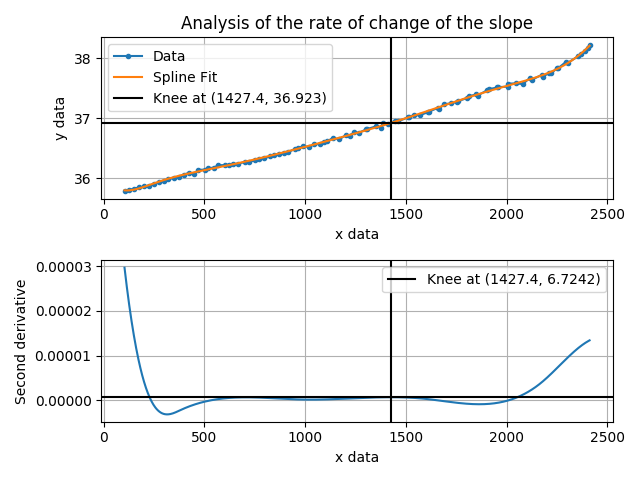 Analysis of the rate of change of the slope
y data
38
37
36
Data
Spline Fit
Knee at (1427.4, 36.923)
0 500 1000 1500 2000 2500
x data
Second derivative
0.00003
0.00002
0.00001
0.00000
Knee at (1427.4, 6.7242)
0 500 1000 1500 2000 2500
x data